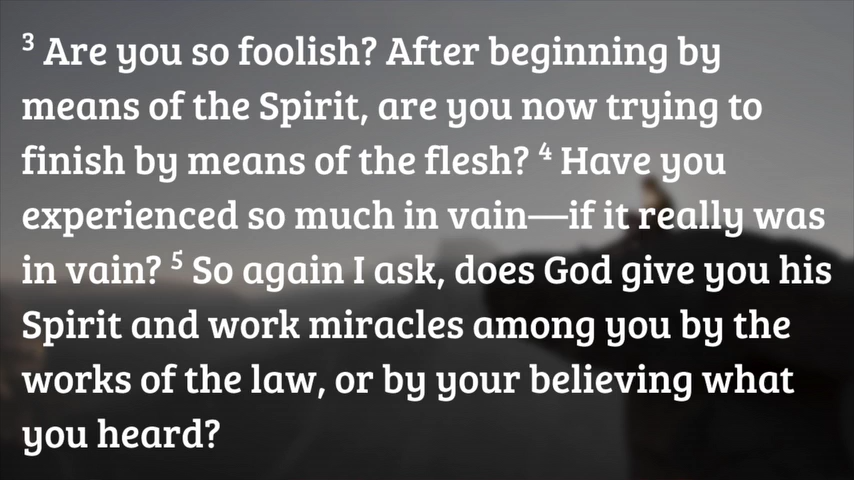 ³ Are you so foolish? After beginning by
means of the Spirit, are you now trying to
finish by means of the flesh? ⁴ Have you
experienced so much in vain—if it really was
in vain? ⁵ So again I ask, does God give you his
Spirit and work miracles among you by the
works of the law, or by your believing what
you heard?